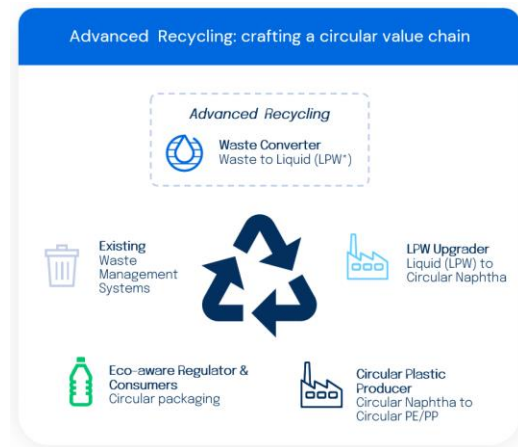 Advanced Recycling: crafting a circular value chain
Advanced Recycling
Waste Converter
Waste to Liquid (LPW*)
Existing
Waste
Management
Systems
LPW Upgrader
Liquid (LPW) to
Circular Naphtha
Eco-aware Regulator &
Consumers
Circular packaging
Circular Plastic
Producer
Circular Naphtha to
Circular PE/PP